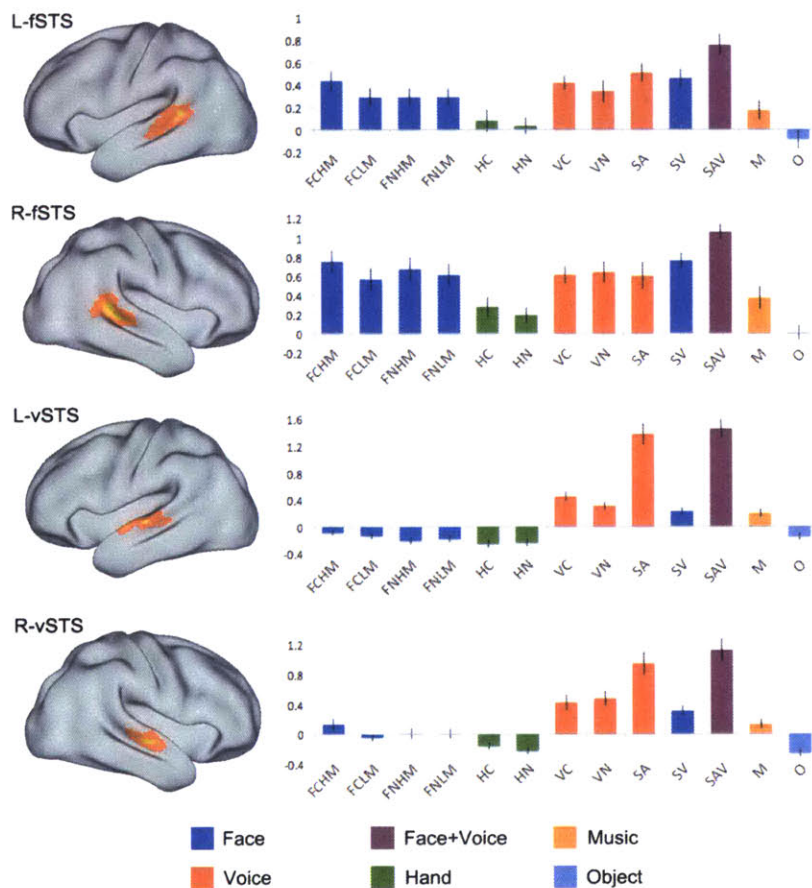 L-fSTS
1
0.8
0.6
0.4
0.2
0
-0.2
FCHM FCLM FNHM FNLM HC HN VC VN SA SV SAV M O
R-fSTS
1.2
1
0.8
0.6
0.4
0.2
0
-0.2
FCHM FCLM FNHM FNLM HC HN VC VN SA SV SAV M O
L-vSTS
1.6
1.2
0.8
0.4
0
-0.4
FCHM FCLM FNHM FNLM HC HN VC VN SA SV SAV M O
R-vSTS
1.2
0.8
0.4
0
-0.4
FCHM FCLM FNHM FNLM HC HN VC VN SA SV SAV M O
Face Face+Voice Music
Voice Hand Object